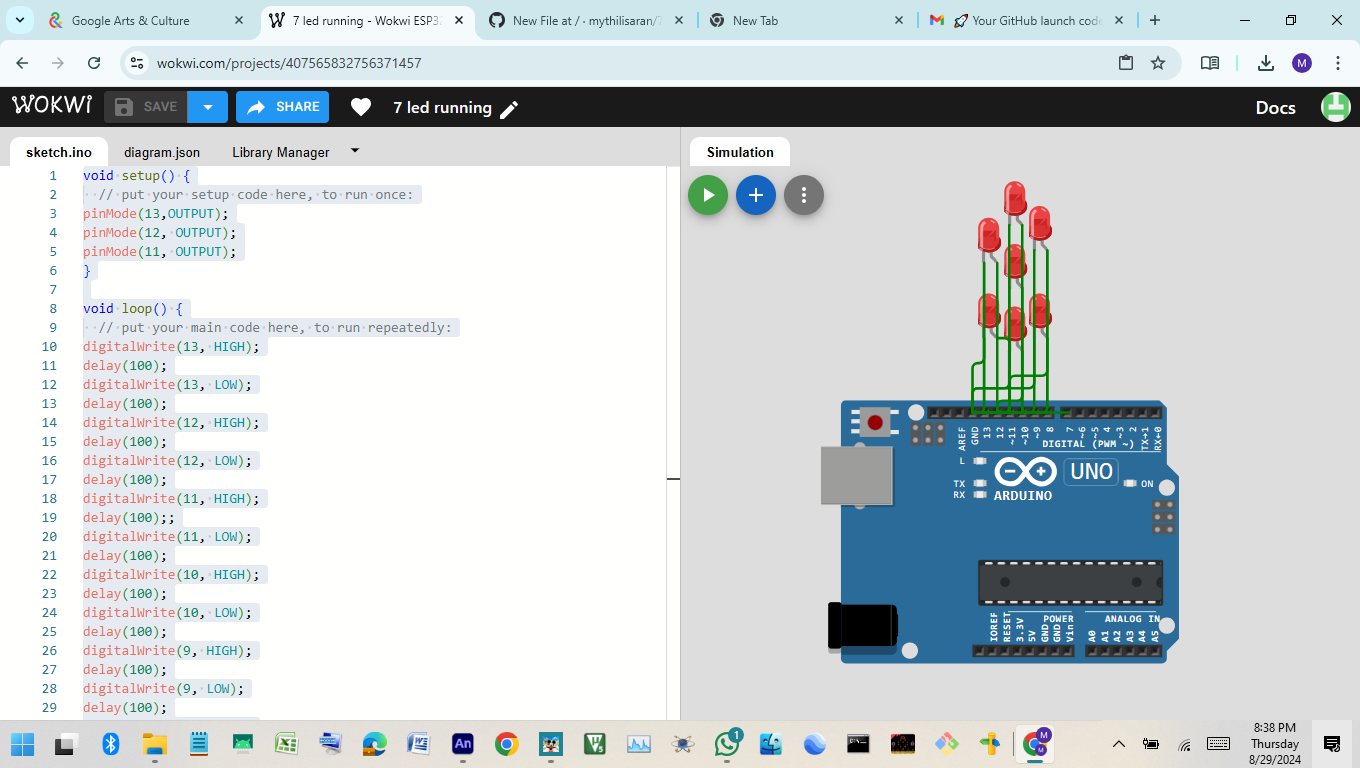 Google Arts & Culture
7 led running - Wokwi ESP32
New File at / · mythilisaran/7
New Tab
Your GitHub launch code
wokwi.com/projects/407565832756371457
M
WOKWI
SAVE
SHARE
7 led running
Docs
sketch.ino
diagram.json
Library Manager
Simulation
1 void setup() {
2 // put your setup code here, to run once:
3 pinMode(13,OUTPUT);
4 pinMode(12, OUTPUT);
5 pinMode(11, OUTPUT);
6 }
7
8 void loop() {
9 // put your main code here, to run repeatedly:
10 digitalWrite(13, HIGH);
11 delay(100);
12 digitalWrite(13, LOW);
13 delay(100);
14 digitalWrite(12, HIGH);
15 delay(100);
16 digitalWrite(12, LOW);
17 delay(100);
18 digitalWrite(11, HIGH);
19 delay(100);;
20 digitalWrite(11, LOW);
21 delay(100);
22 digitalWrite(10, HIGH);
23 delay(100);
24 digitalWrite(10, LOW);
25 delay(100);
26 digitalWrite(9, HIGH);
27 delay(100);
28 digitalWrite(9, LOW);
29 delay(100);
AREF
GND
13
12
~11
~10
~9
8
7
~6
~5
4
~3
2
TX→1
RX←0
DIGITAL (PWM ~)
L
TX
RX
ARDUINO
UNO
ON
IOREF
RESET
3.3V
5V
GND
GND
Vin
POWER
ANALOG IN
A0
A1
A2
A3
A4
A5
An
1
M
M
8:38 PM
Thursday
8/29/2024